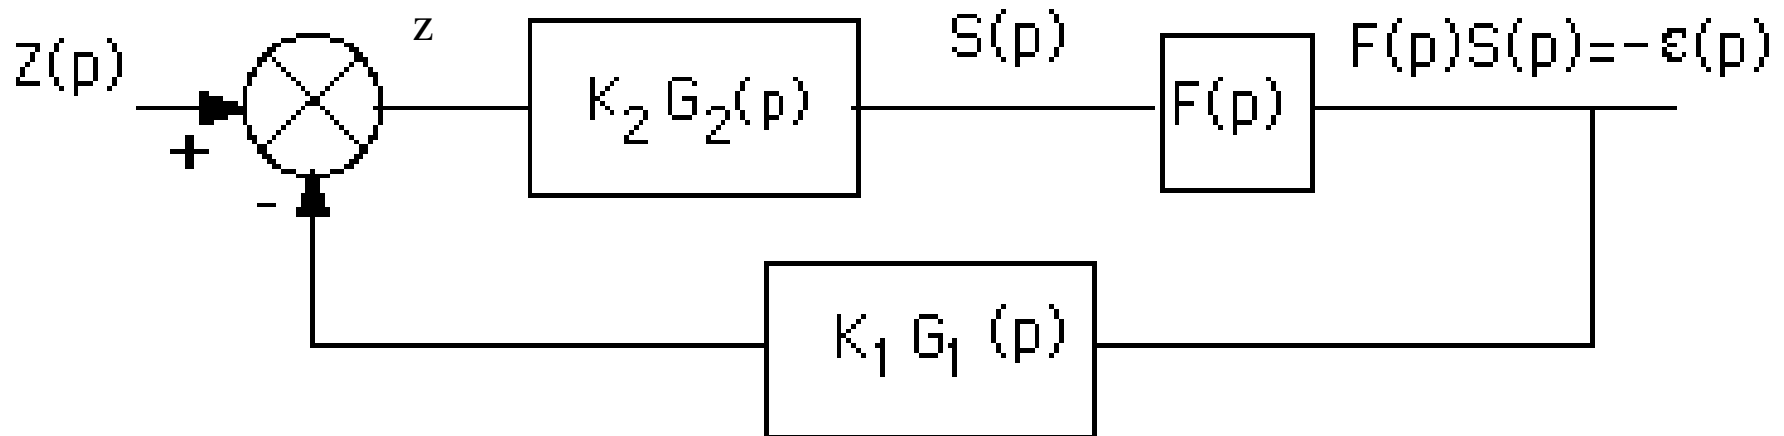 Z(p)
z
S(p)
F(p)S(p)=-ε(p)
K2 G2(p)
F(p)
+
-
K1 G1 (p)